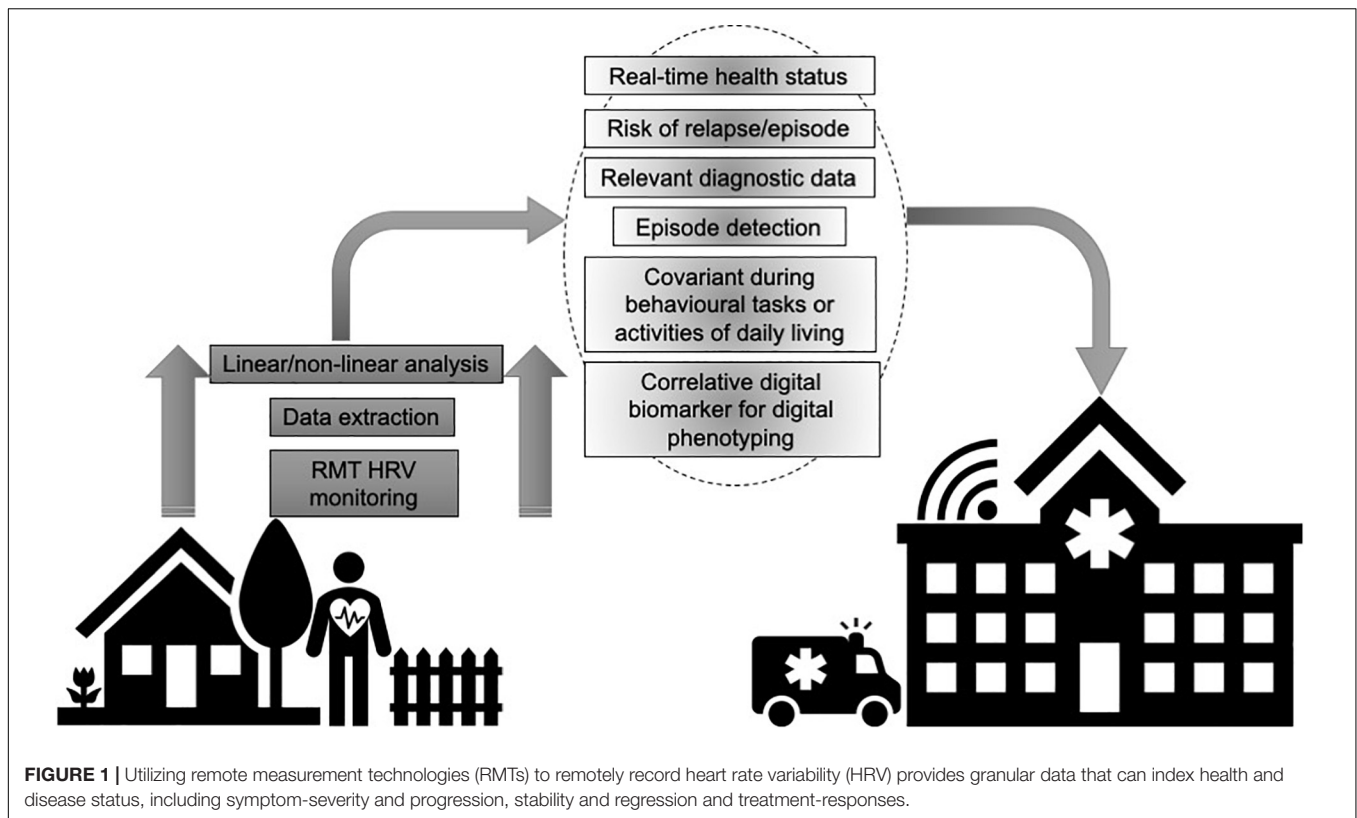 Real-time health status
Risk of relapse/episode
Relevant diagnostic data
Episode detection
Covariant during
behavioural tasks or
activities of daily living
Correlative digital
biomarker for digital
phenotyping
Linear/non-linear analysis
Data extraction
RMT HRV
monitoring
FIGURE 1 | Utilizing remote measurement technologies (RMTs) to remotely record heart rate variability (HRV) provides granular data that can index health and
disease status, including symptom-severity and progression, stability and regression and treatment-responses.